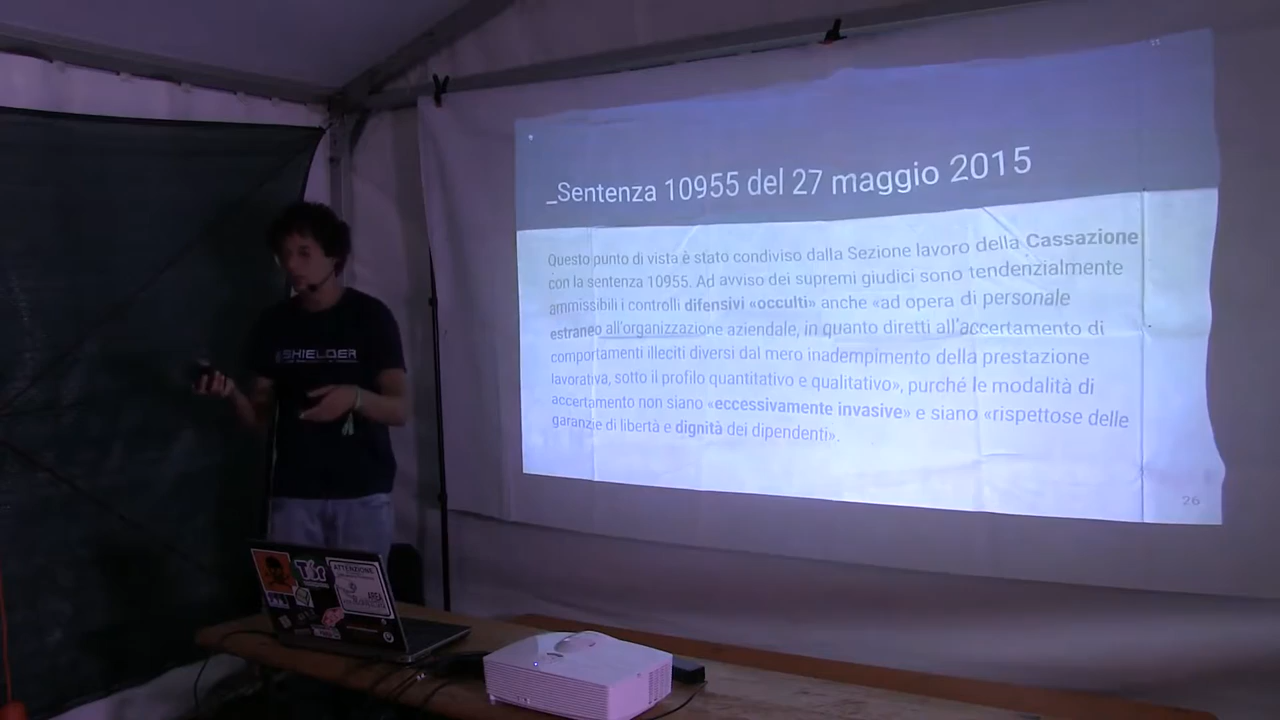 _Sentenza 10955 del 27 maggio 2015
Questo punto di vista è stato condiviso dalla Sezione lavoro della Cassazione
con la sentenza 10955. Ad avviso dei supremi giudici sono tendenzialmente
ammissibili i controlli difensivi «occulti» anche «ad opera di personale
estraneo all'organizzazione aziendale, in quanto diretti all'accertamento di
comportamenti illeciti diversi dal mero inadempimento della prestazione
lavorativa, sotto il profilo quantitativo e qualitativo», purché le modalità di
accertamento non siano «eccessivamente invasive» e siano «rispettose delle
garanzie di libertà e dignità dei dipendenti».
26
SHIELDER
Tor
ATTENZIONE
AREA